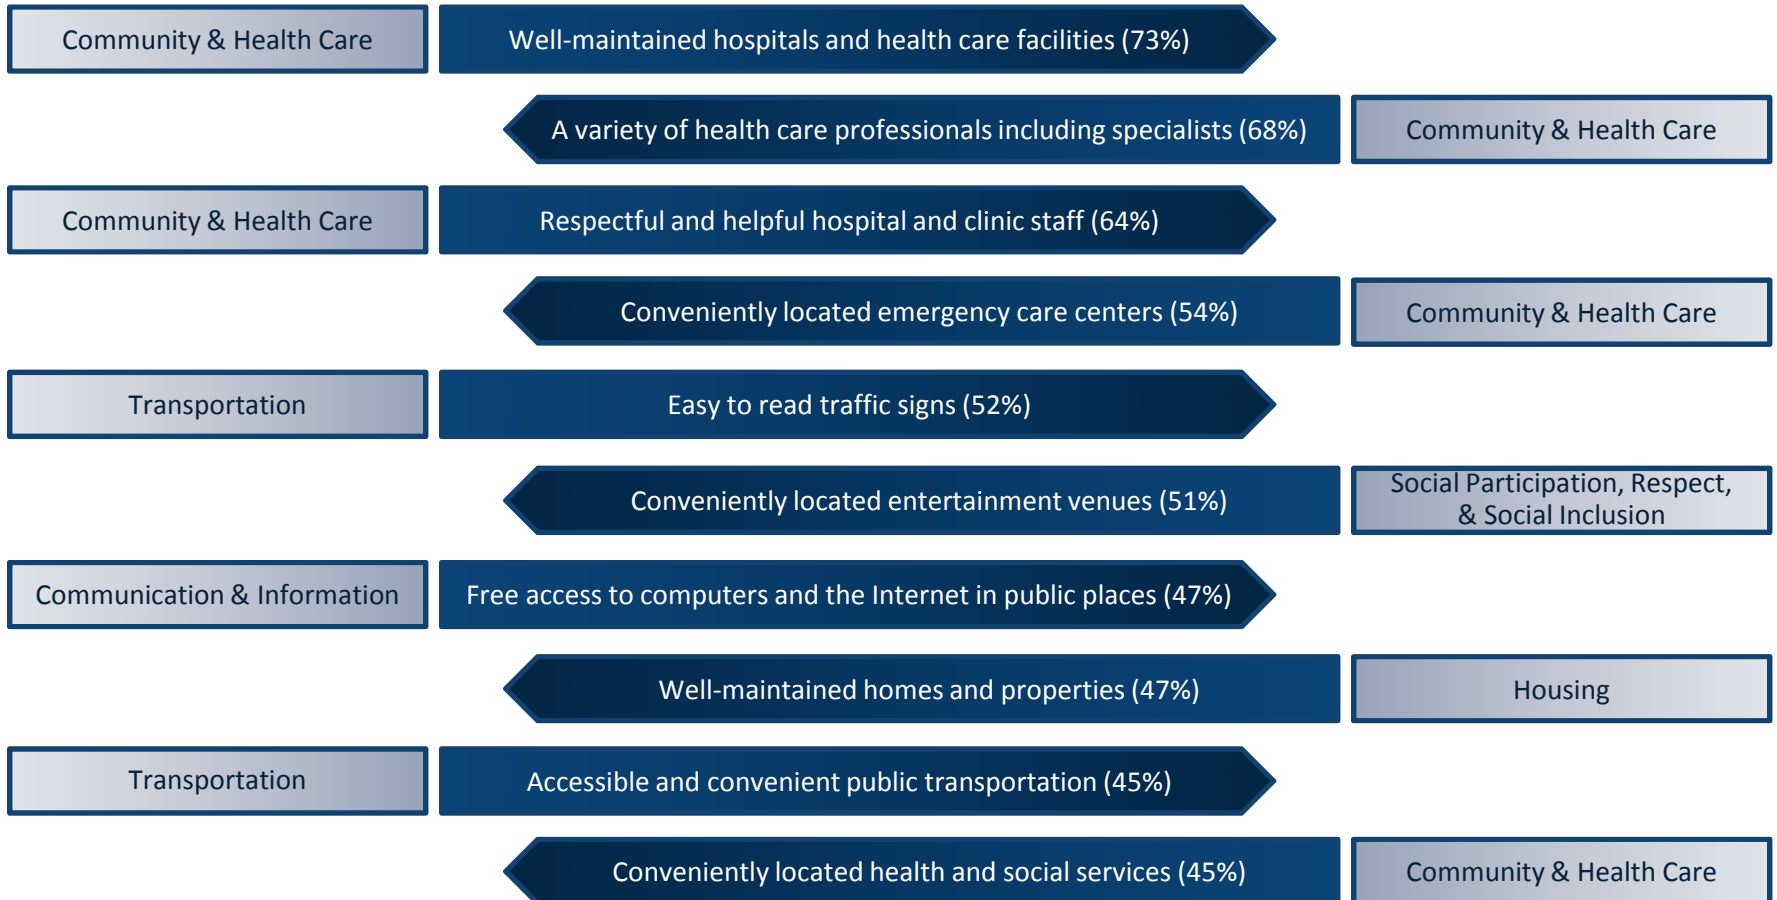 Community & Health Care
Well-maintained hospitals and health care facilities (73%)
A variety of health care professionals including specialists (68%)
Community & Health Care
Community & Health Care
Respectful and helpful hospital and clinic staff (64%)
Conveniently located emergency care centers (54%)
Community & Health Care
Transportation
Easy to read traffic signs (52%)
Conveniently located entertainment venues (51%)
Social Participation, Respect,
& Social Inclusion
Communication & Information
Free access to computers and the Internet in public places (47%)
Well-maintained homes and properties (47%)
Housing
Transportation
Accessible and convenient public transportation (45%)
Conveniently located health and social services (45%)
Community & Health Care